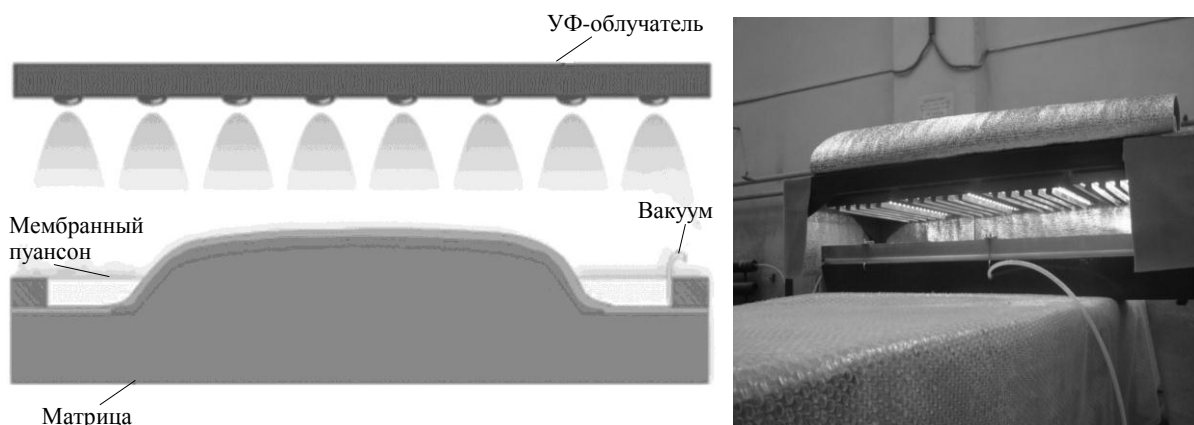 УФ-облучатель
Мембранный
пуансон
Вакуум
Матрица